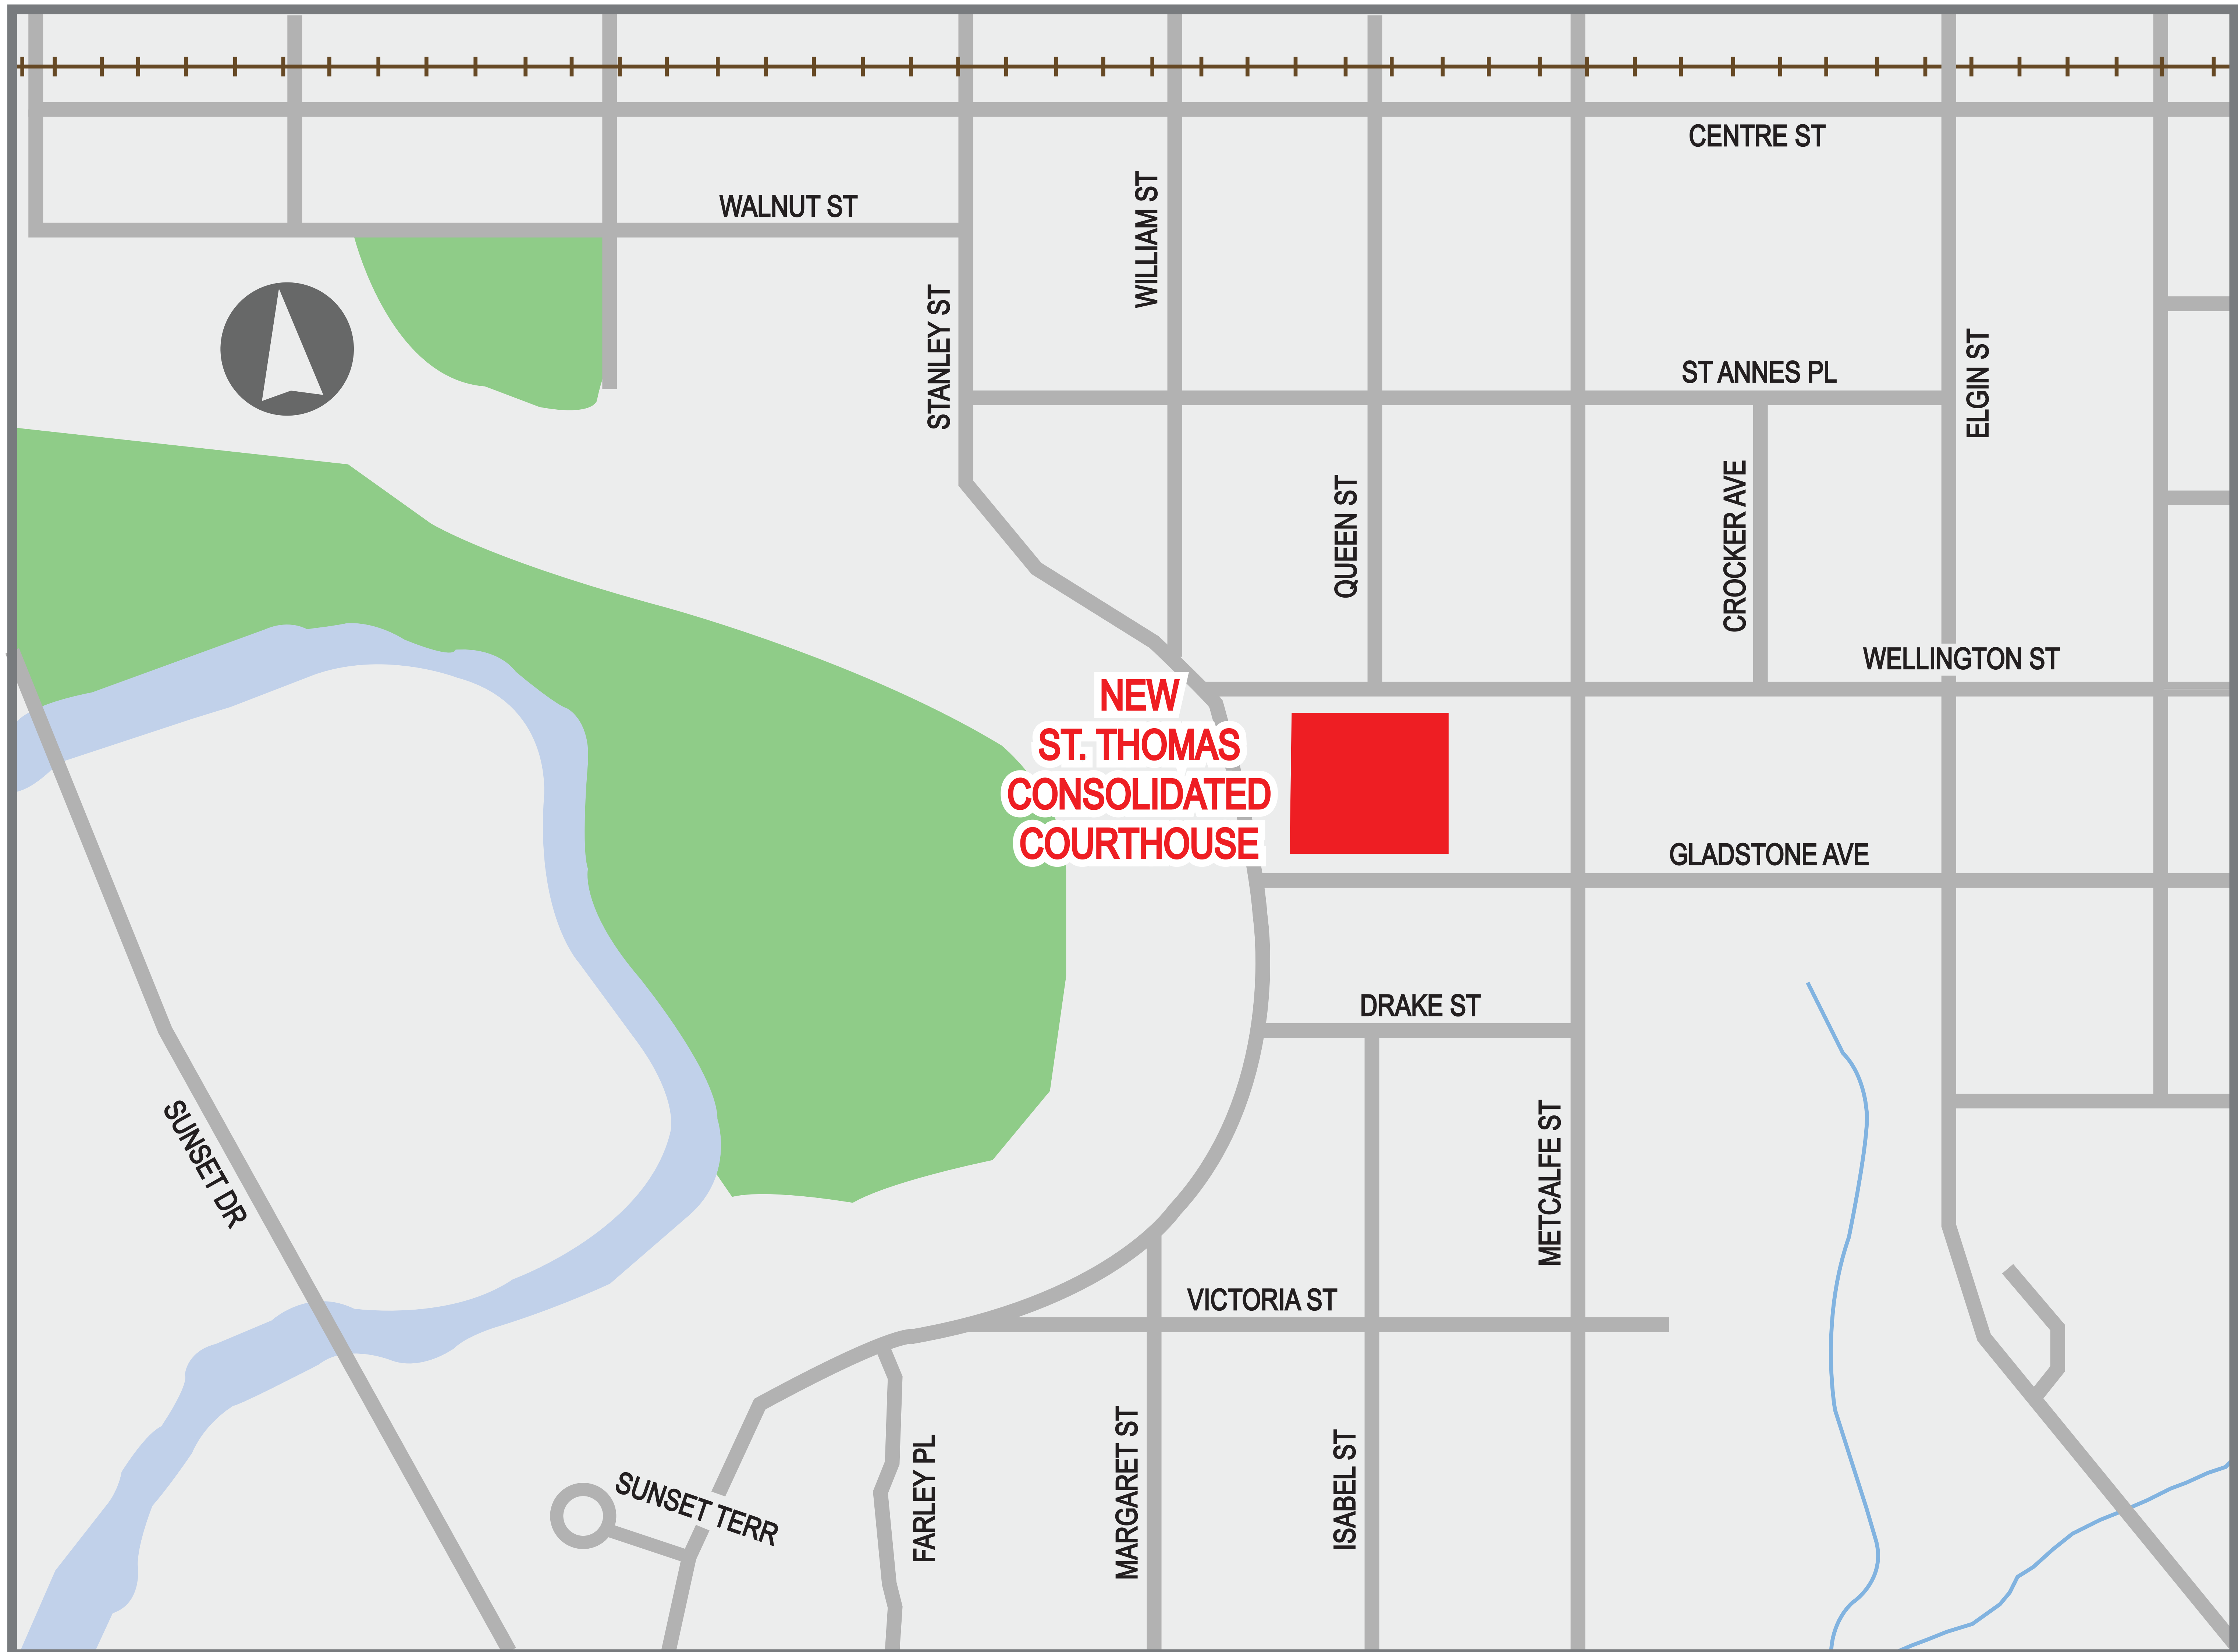 CENTRE ST
WALNUT ST
WILLIAM ST
STANLEY ST
ST ANNES PL
ELGIN ST
QUEEN ST
CROCKER AVE
WELLINGTON ST
NEW
ST. THOMAS
CONSOLIDATED
COURTHOUSE
GLADSTONE AVE
DRAKE ST
SUNSET DR
METCALFE ST
VICTORIA ST
SUNSET TERR
FARLEY PL
MARGARET ST
ISABEL ST